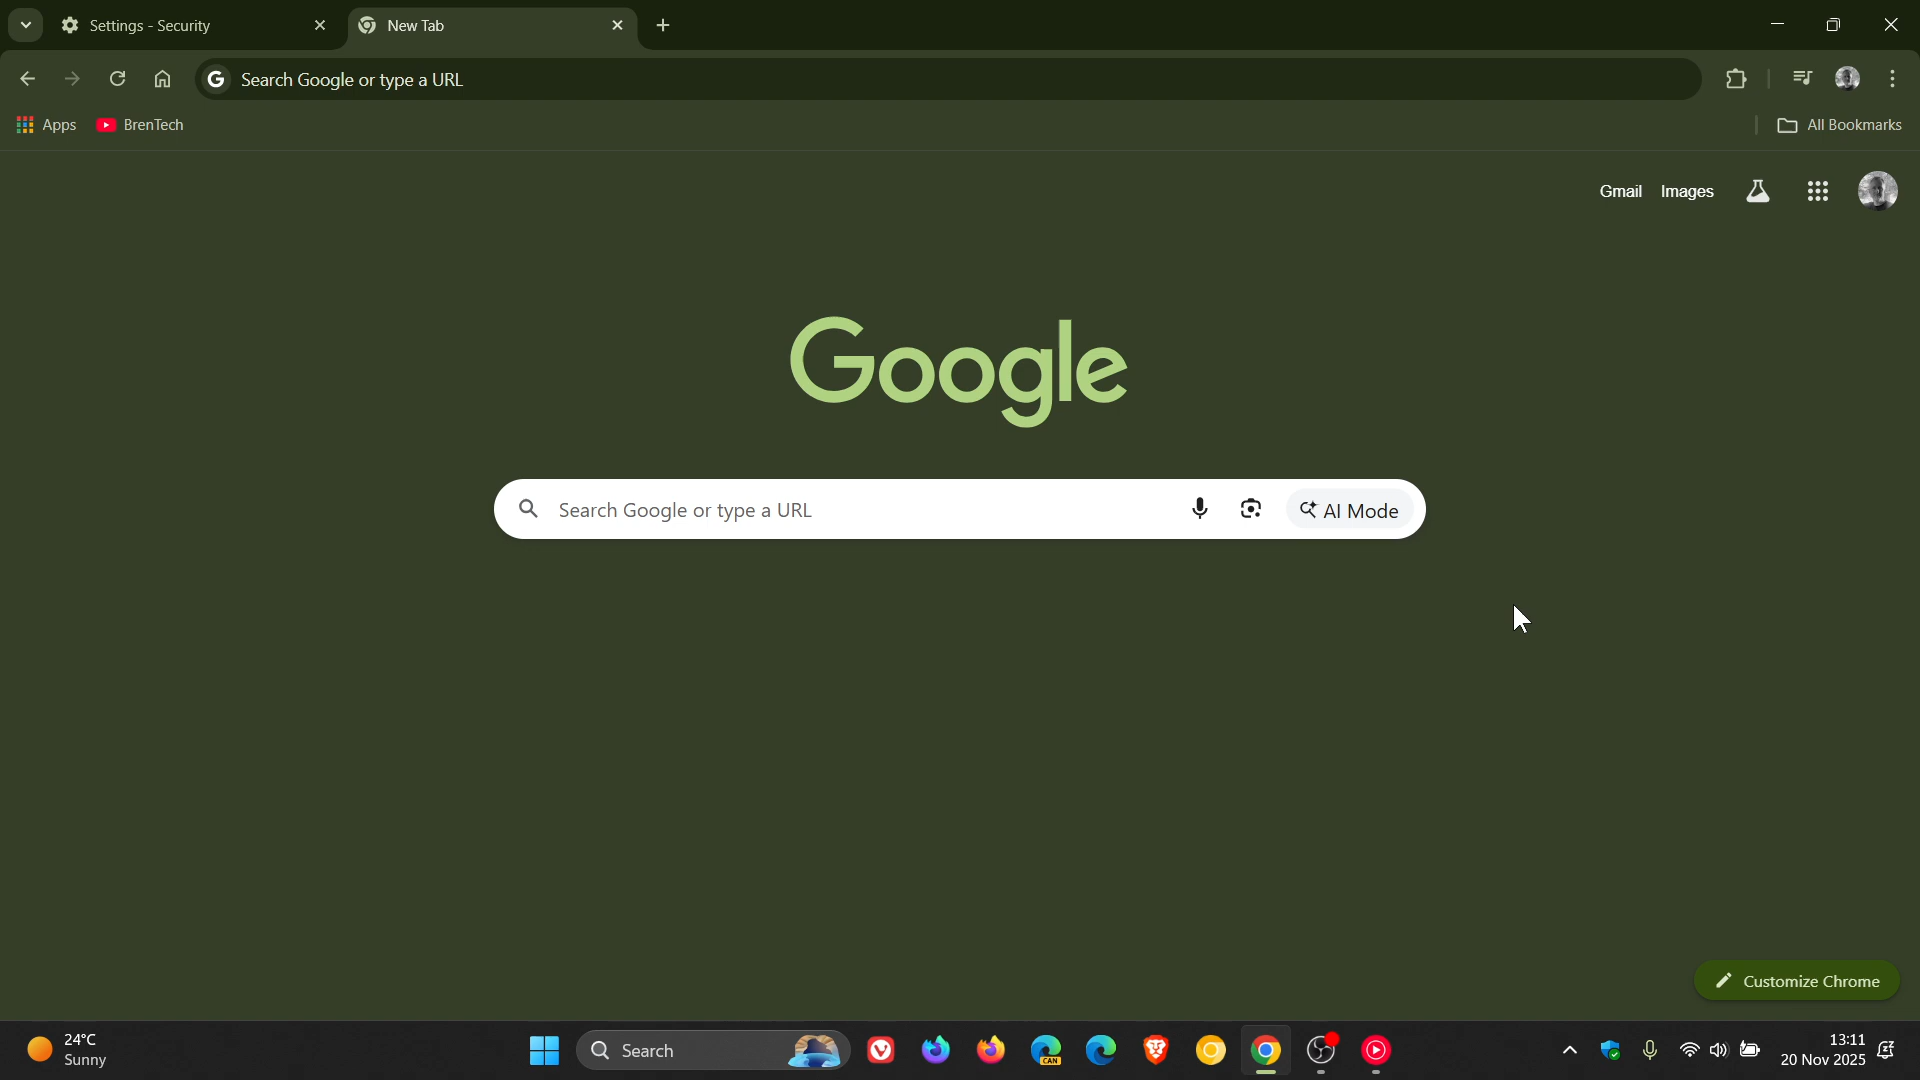 Settings - Security
New Tab
Search Google or type a URL
Apps
BrenTech
All Bookmarks
Gmail
Images
Google
Search Google or type a URL
AI Mode
Customize Chrome
24°C
Sunny
Search
CAN
13:11
20 Nov 2025